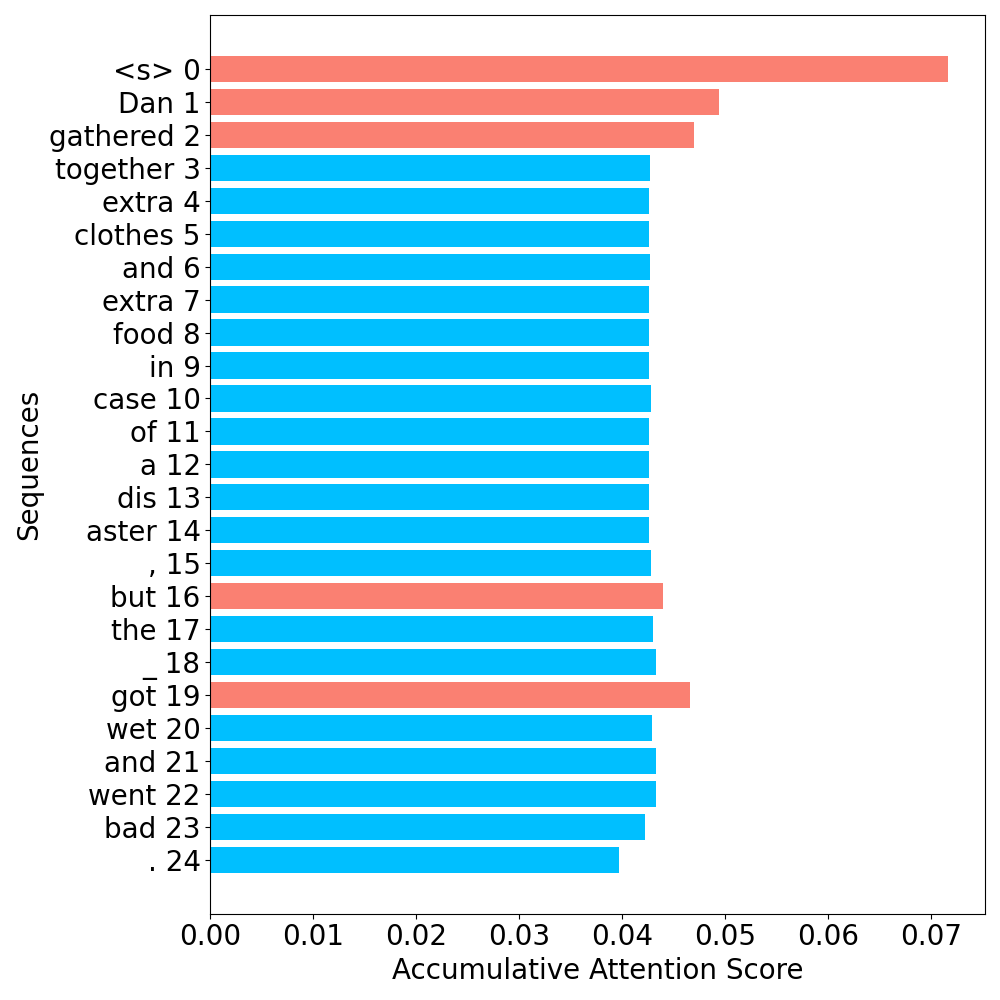 <s> 0
Dan 1
gathered 2
together 3
extra 4
clothes 5
and 6
extra 7
food 8
in 9
case 10
of 11
a 12
dis 13
aster 14
, 15
but 16
the 17
_ 18
got 19
wet 20
and 21
went 22
bad 23
. 24
Sequences
0.00 0.01 0.02 0.03 0.04 0.05 0.06 0.07
Accumulative Attention Score